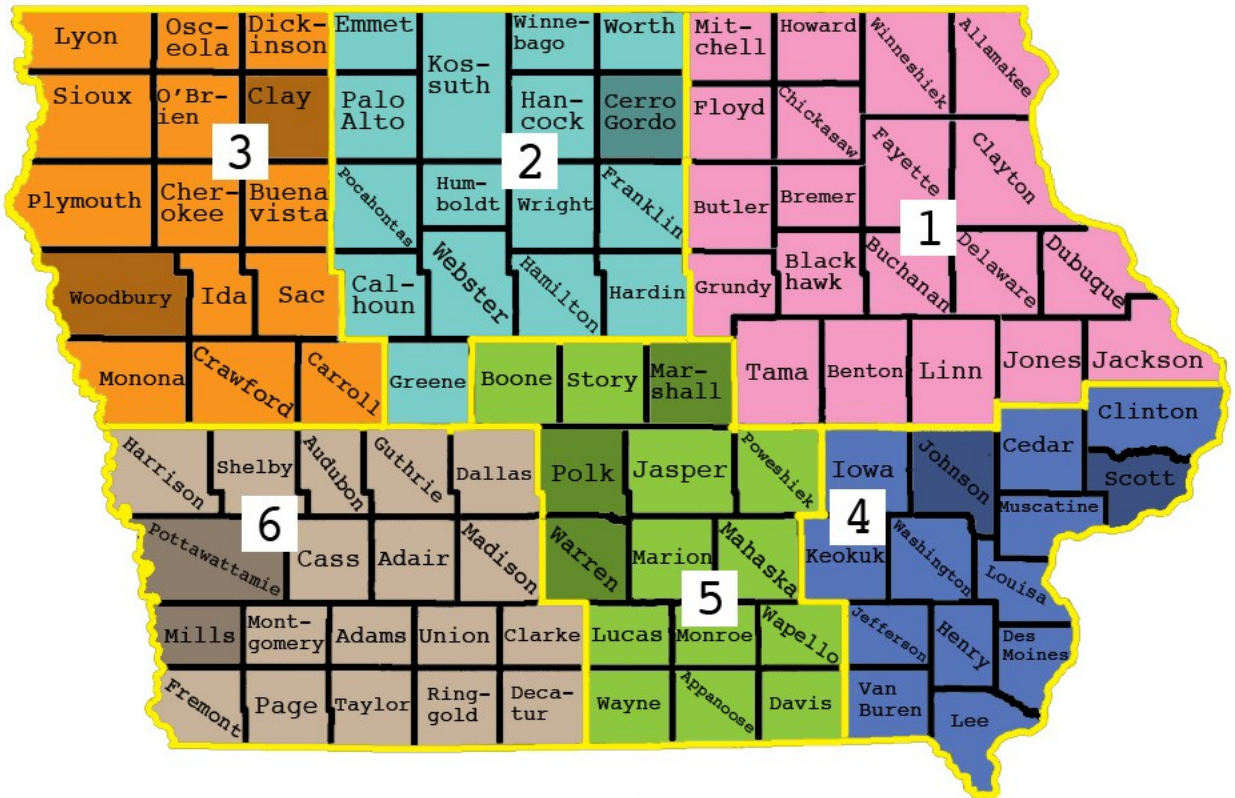 Lyon
Osc-
eola
Dick-
inson
Emmet
Kos-
suth
Winne-
bago
Worth
Mit-
chell
Howard
Winneshiek
Allamakee
Sioux
O'Br-
ien
Clay
Palo
Alto
Han-
cock
Cerro
Gordo
Floyd
Chickasaw
Fayette
Clayton
3
2
1
Plymouth
Cher-
okee
Buena
vista
Pocahontas
Hum-
boldt
Wright
Franklin
Butler
Bremer
Woodbury
Ida
Sac
Cal-
houn
Webster
Hamilton
Hardin
Grundy
Black
hawk
Buchanan
Delaware
Dubuque
Monona
Crawford
Carroll
Greene
Boone
Story
Mar-
shall
Tama
Benton
Linn
Jones
Jackson
Harrison
Shelby
Audubon
Guthrie
Dallas
Polk
Jasper
Poweshiek
Iowa
Johnson
Cedar
Clinton
Scott
Muscatine
6
4
5
Pottawattamie
Cass
Adair
Madison
Warren
Marion
Mahaska
Keokuk
Washington
Louisa
Mills
Mont-
gomery
Adams
Union
Clarke
Lucas
Monroe
Wapello
Jefferson
Henry
Des
Moines
Fremont
Page
Taylor
Ring-
gold
Deca-
tur
Wayne
Appanoose
Davis
Van
Buren
Lee